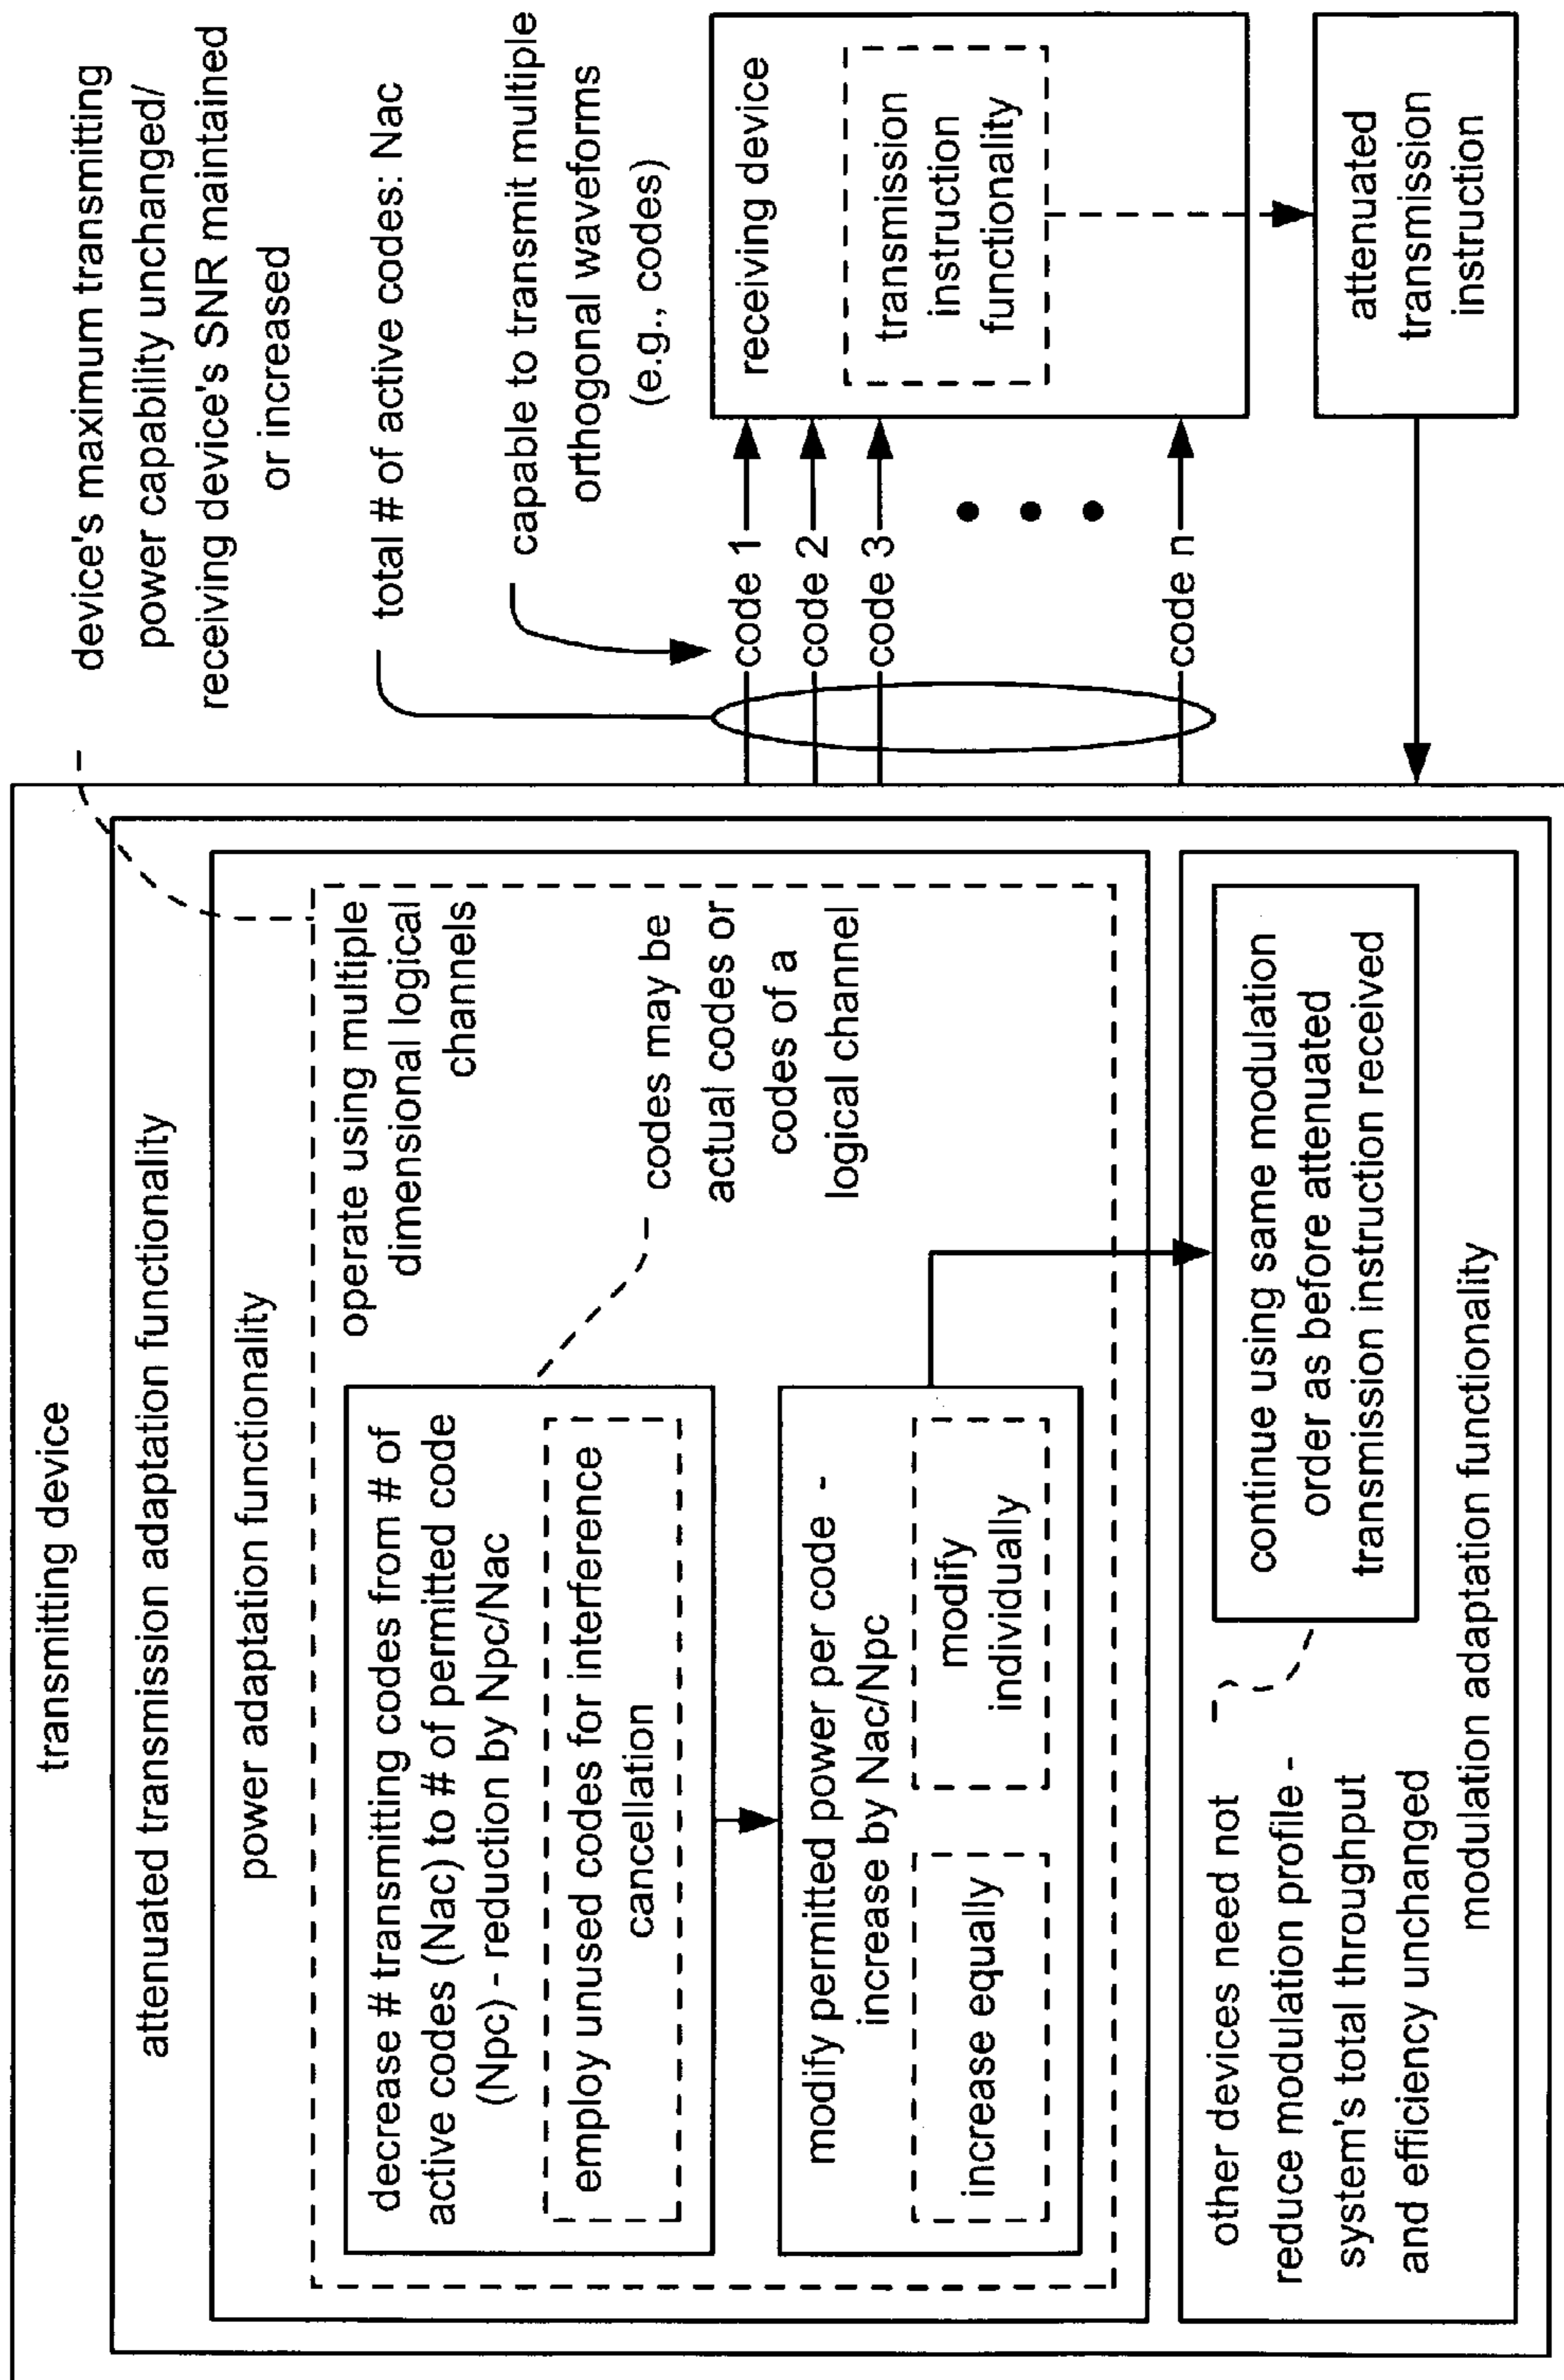 transmitting device
attenuated transmission adaptation functionality
power adaptation functionality
operate using multiple
dimensional logical
channels
decrease # transmitting codes from # of
active codes (Nac) to # of permitted code
(Npc) - reduction by Npc/Nac
employ unused codes for interference
cancellation
codes may be
actual codes or
codes of a
logical channel
modify permitted power per code -
increase by Nac/Npc
increase equally
modify
individually
other devices need not
reduce modulation profile -
system's total throughput
and efficiency unchanged
continue using same modulation
order as before attenuated
transmission instruction received
modulation adaptation functionality
device's maximum transmitting
power capability unchanged/
receiving device's SNR maintained
or increased
total # of active codes: Nac
capable to transmit multiple
orthogonal waveforms
(e.g., codes)
code 1
code 2
code 3
code n
receiving device
transmission
instruction
functionality
attenuated
transmission
instruction